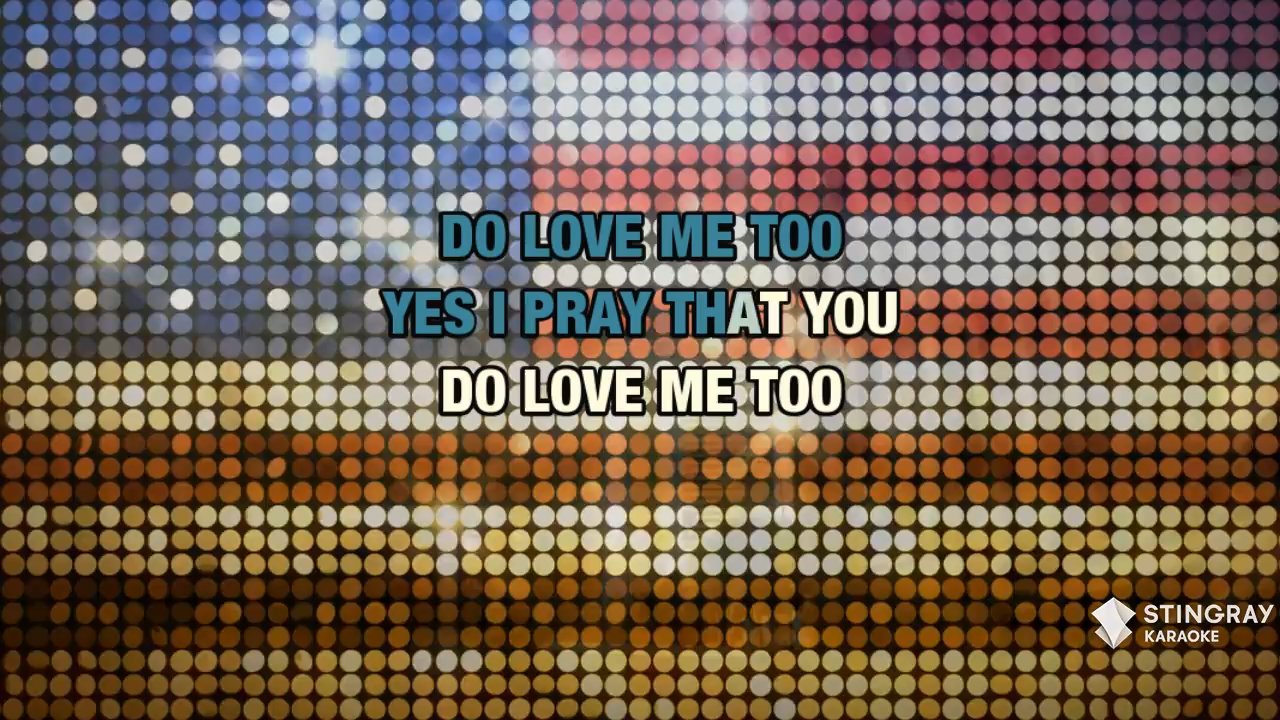 DO LOVE ME TOO
YES I PRAY THAT YOU
DO LOVE ME TOO
STINGRAY
KARAOKE